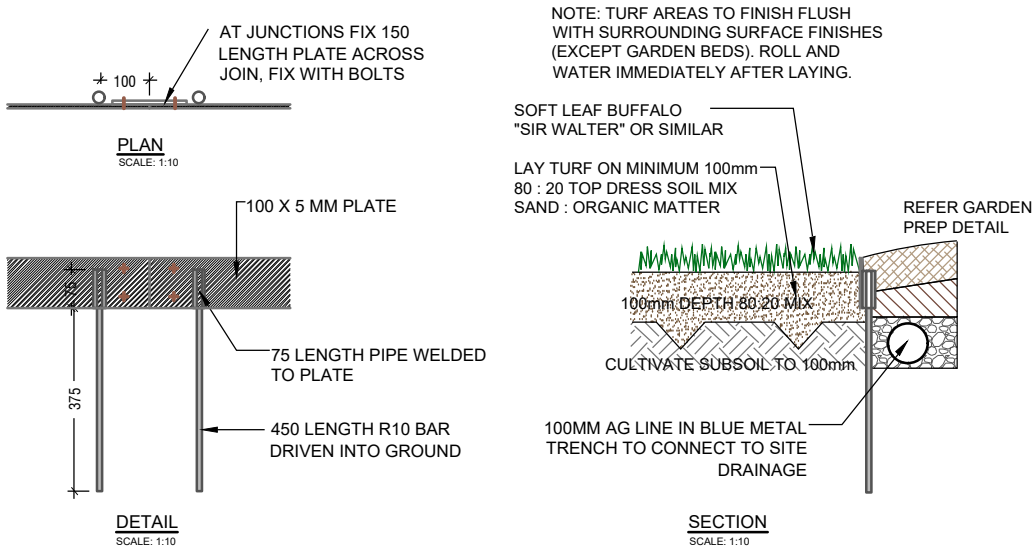 AT JUNCTIONS FIX 150
LENGTH PLATE ACROSS
JOIN, FIX WITH BOLTS
100
PLAN
SCALE: 1:10
100 X 5 MM PLATE
75
75 LENGTH PIPE WELDED
TO PLATE
375
450 LENGTH R10 BAR
DRIVEN INTO GROUND
DETAIL
SCALE: 1:10
NOTE: TURF AREAS TO FINISH FLUSH
WITH SURROUNDING SURFACE FINISHES
(EXCEPT GARDEN BEDS). ROLL AND
WATER IMMEDIATELY AFTER LAYING.
SOFT LEAF BUFFALO
"SIR WALTER" OR SIMILAR
LAY TURF ON MINIMUM 100mm
80 : 20 TOP DRESS SOIL MIX
SAND : ORGANIC MATTER
REFER GARDEN
PREP DETAIL
100mm DEPTH 80:20 MIX
CULTIVATE SUBSOIL TO 100mm
100MM AG LINE IN BLUE METAL
TRENCH TO CONNECT TO SITE
DRAINAGE
SECTION
SCALE: 1:10